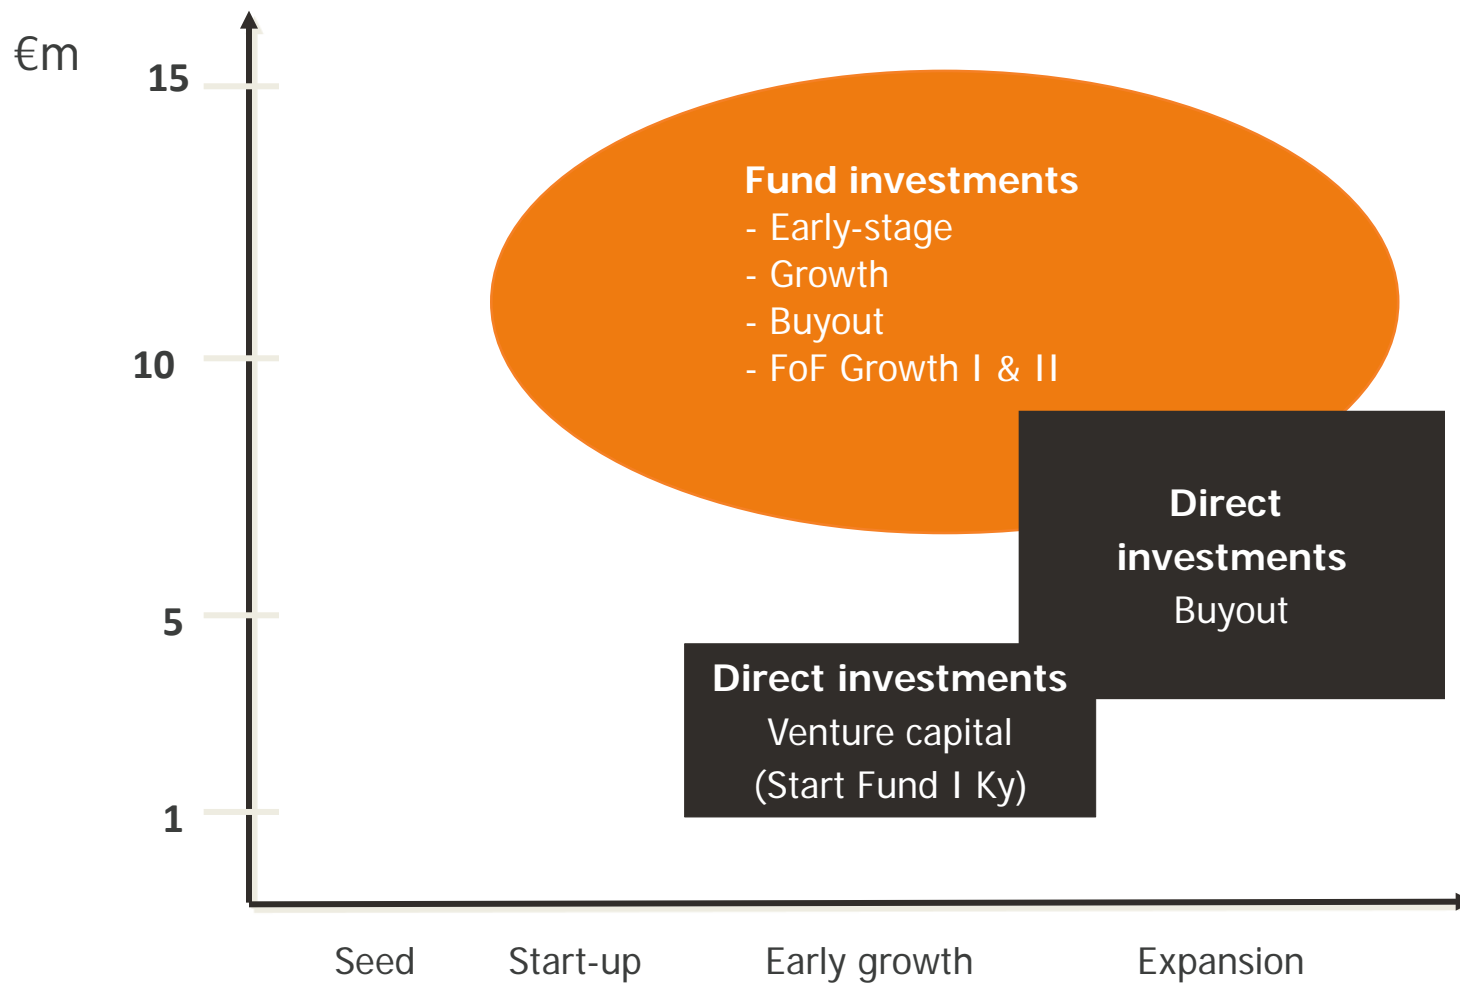 €m
15
10
5
1
Fund investments
- Early-stage
- Growth
- Buyout
- FoF Growth I & II
Direct
investments
Buyout
Direct investments
Venture capital
(Start Fund I Ky)
Seed
Start-up
Early growth
Expansion